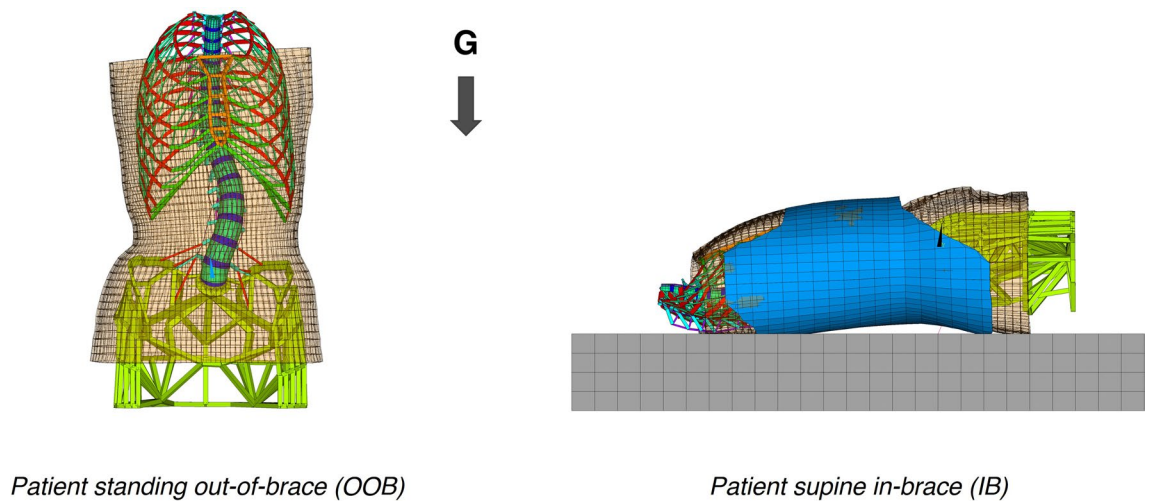 G
Patient standing out-of-brace (OOB)
Patient supine in-brace (IB)